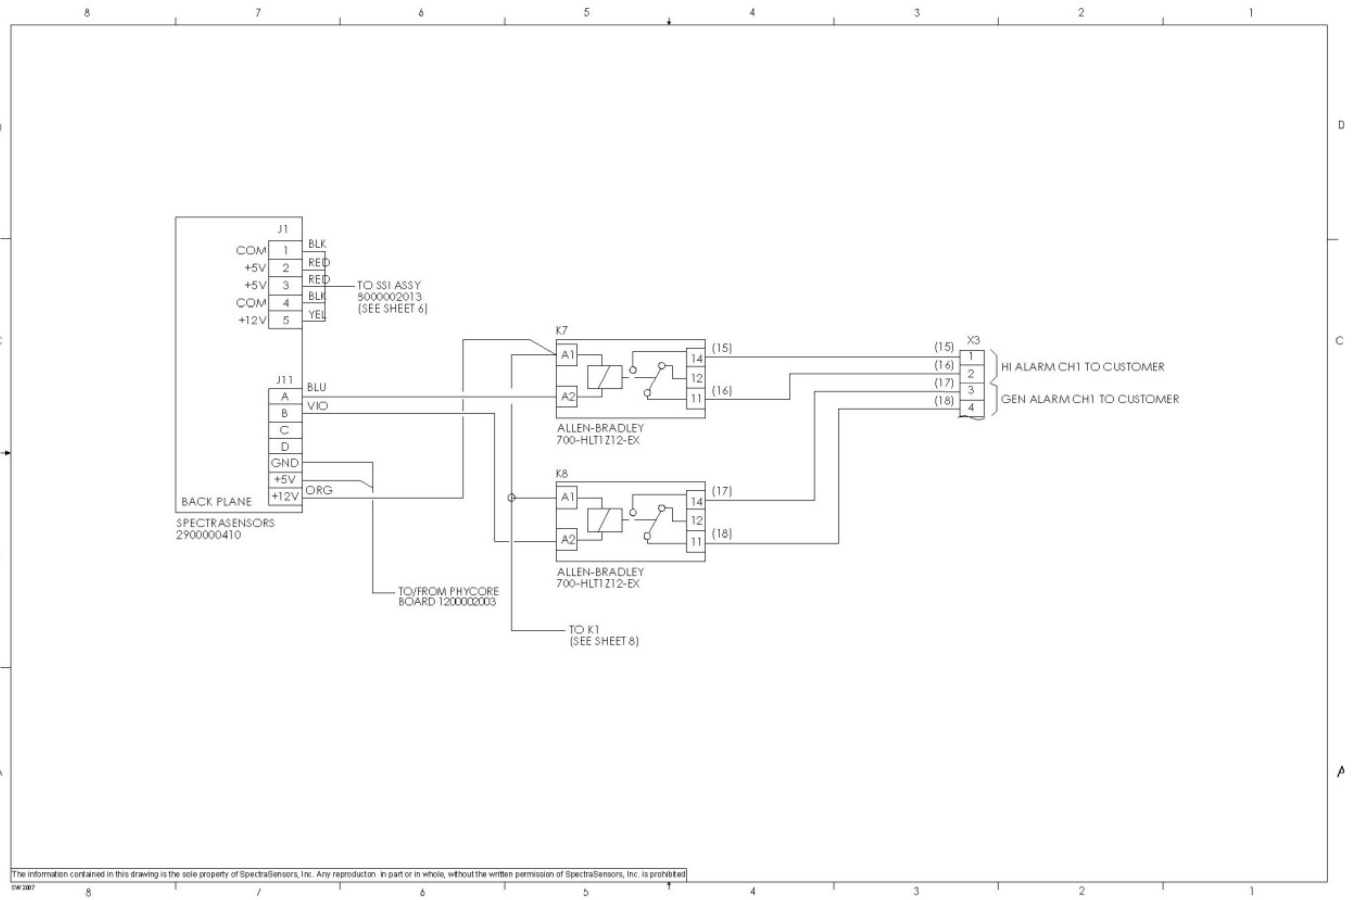 8 7 6 5 4 3 2 1
D
D
J1
COM 1 BLK
+5V 2 RED
+5V 3 RED
COM 4 BLK
+12V 5 YEL
TO SSI ASSY
8000002013
(SEE SHEET 6)
C
C
K7
A1
A2
14 (15)
12
11 (16)
ALLEN-BRADLEY
700-HLT1Z12-EX
X3
(15) 1
(16) 2
(17) 3
(18) 4
HI ALARM CH1 TO CUSTOMER
GEN ALARM CH1 TO CUSTOMER
J11
A BLU
B VIO
C
D
GND
+5V
+12V ORG
BACK PLANE
SPECTRASENSORS
2900000410
K8
A1
A2
14 (17)
12
11 (18)
ALLEN-BRADLEY
700-HLT1Z12-EX
TO/FROM PHYCORE
BOARD 1200002003
TO K1
(SEE SHEET 8)
A
The information contained in this drawing is the sole property of SpectraSensors, Inc. Any reproducton in part or in whole, without the written permission of SpectraSensors, Inc. is prohibited
SW2007
8 7 6 5 4 3 2 1